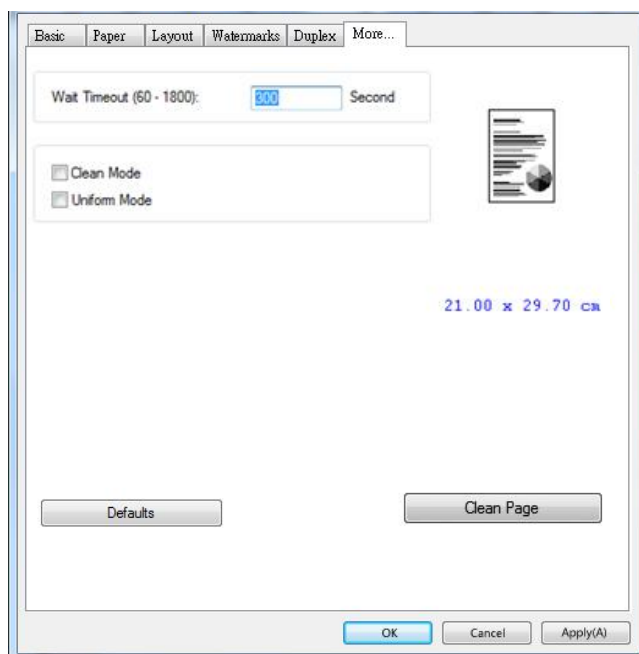 Basic Paper Layout Watermarks Duplex More...
Wait Timeout (60 - 1800): 300 Second
Clean Mode
Uniform Mode
21.00 x 29.70 cm
Defaults Clean Page
OK Cancel Apply(A)